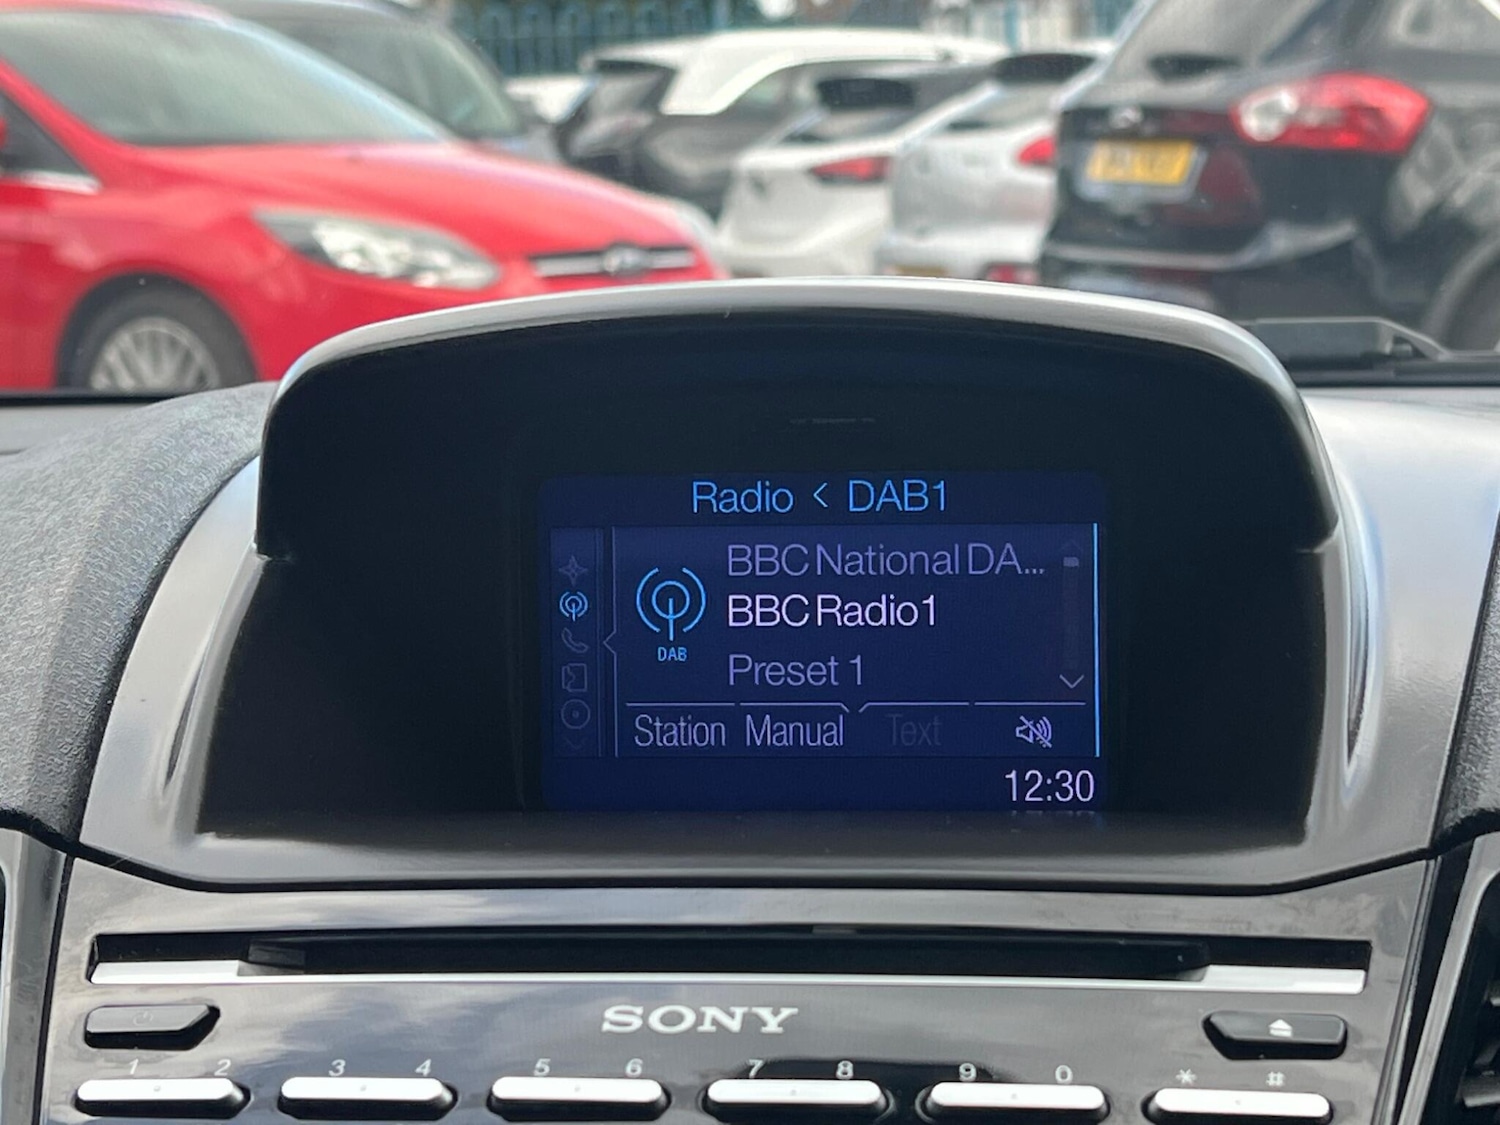 Radio < DAB1
BBC National DA...
BBC Radio1
DAB
Preset 1
Station Manual Text
12:30
SONY
1 2 3 4 5 6 7 8 9 0 * #